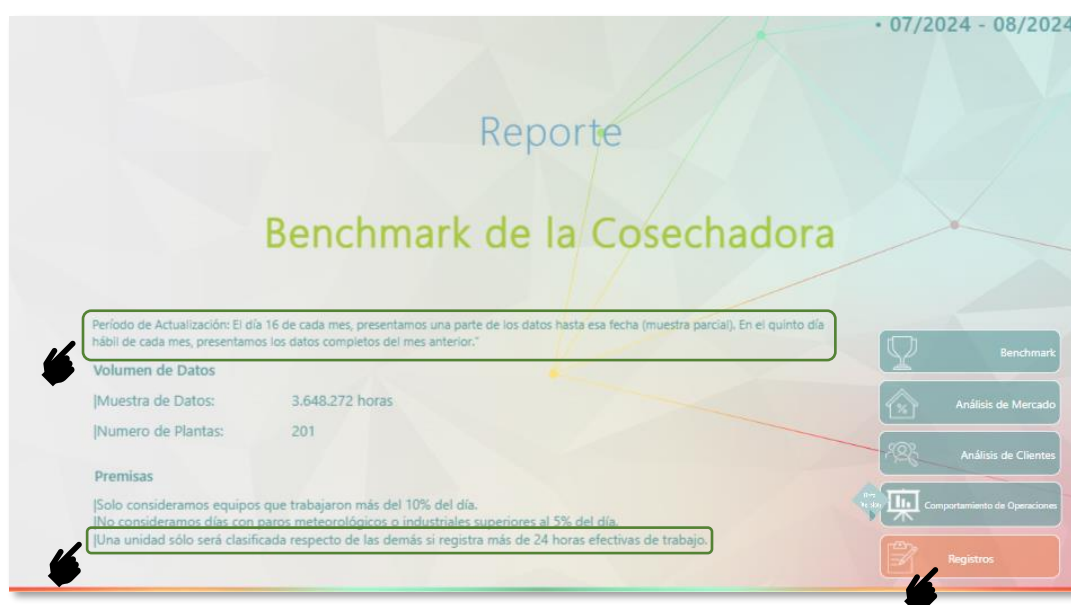 • 07/2024 - 08/2024
Reporte
Benchmark de la Cosechadora
Período de Actualización: El día 16 de cada mes, presentamos una parte de los datos hasta esa fecha (muestra parcial). En el quinto día
hábil de cada mes, presentamos los datos completos del mes anterior."
Volumen de Datos
|Muestra de Datos: 3.648.272 horas
|Numero de Plantas: 201
Premisas
|Solo consideramos equipos que trabajaron más del 10% del día.
|No consideramos días con paros meteorológicos o industriales superiores al 5% del día.
|Una unidad sólo será clasificada respecto de las demás si registra más de 24 horas efectivas de trabajo.
Benchmark
Análisis de Mercado
Análisis de Clientes
Comportamiento de Operaciones
Registros